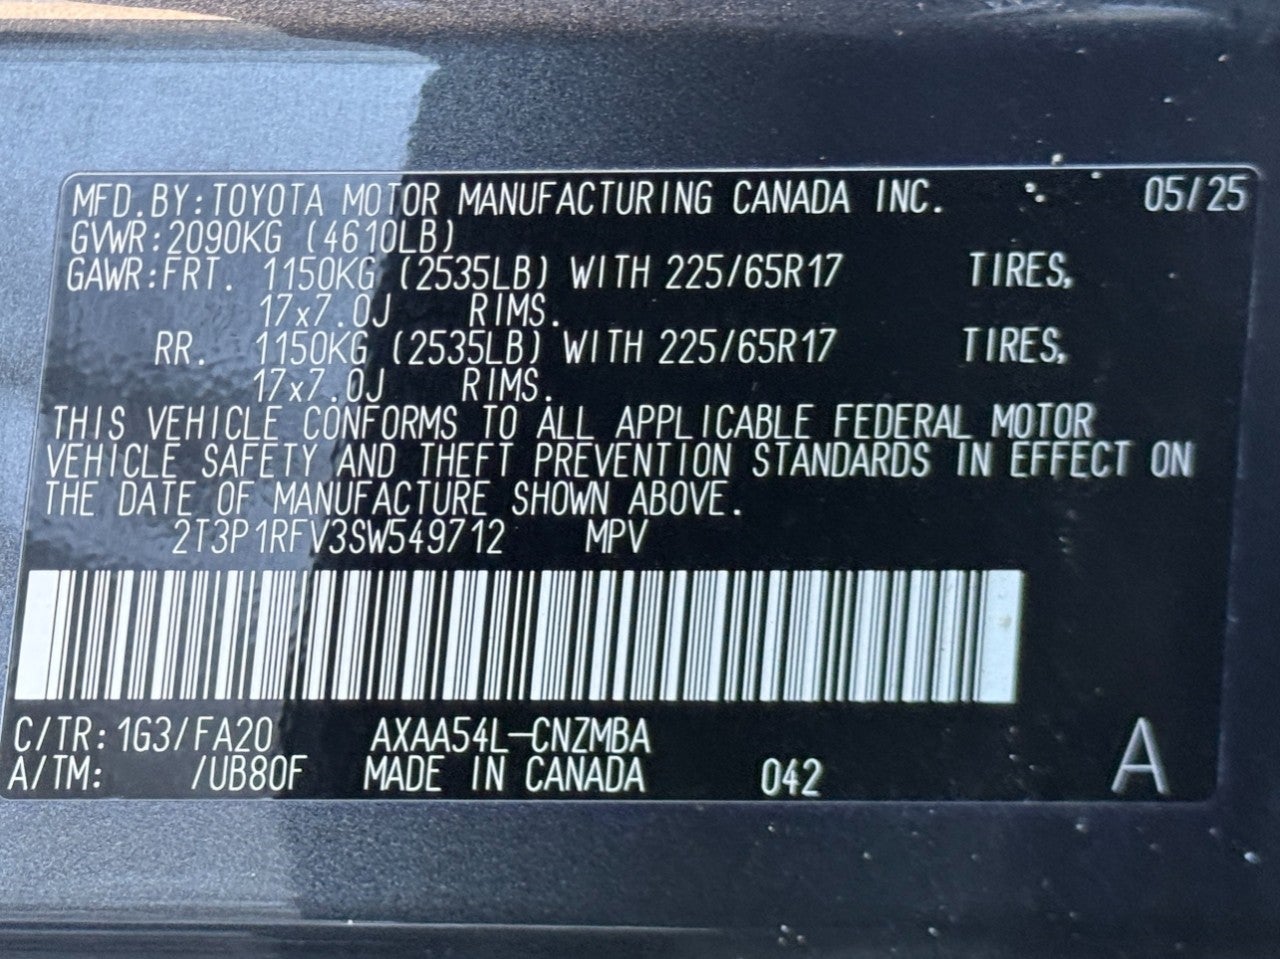 MFD.BY:TOYOTA MOTOR MANUFACTURING CANADA INC. 05/25
GVWR:2090KG (4610LB)
GAWR:FRT. 1150KG (2535LB) WITH 225/65R17 TIRES,
17x7.0J RIMS.
RR. 1150KG (2535LB) WITH 225/65R17 TIRES,
17x7.0J RIMS.
THIS VEHICLE CONFORMS TO ALL APPLICABLE FEDERAL MOTOR
VEHICLE SAFETY AND THEFT PREVENTION STANDARDS IN EFFECT ON
THE DATE OF MANUFACTURE SHOWN ABOVE.
2T3P1RFV3SW549712 MPV
C/TR:1G3/FA20 AXAA54L-CNZMBA
A/TM: /UB80F MADE IN CANADA 042 A